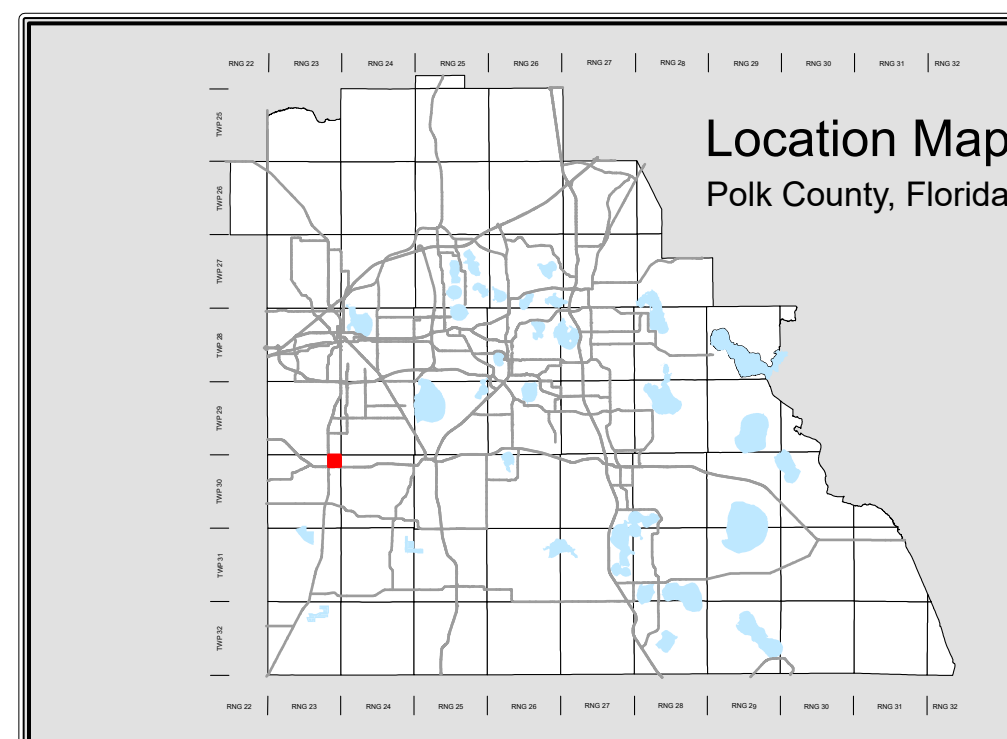 RNG 22 RNG 23 RNG 24 RNG 25 RNG 26 RNG 27 RNG 28 RNG 29 RNG 30 RNG 31 RNG 32
Location Map
Polk County, Florida
TWP 25
TWP 26
TWP 27
TWP 28
TWP 29
TWP 30
TWP 31
TWP 32
RNG 22 RNG 23 RNG 24 RNG 25 RNG 26 RNG 27 RNG 28 RNG 29 RNG 30 RNG 31 RNG 32